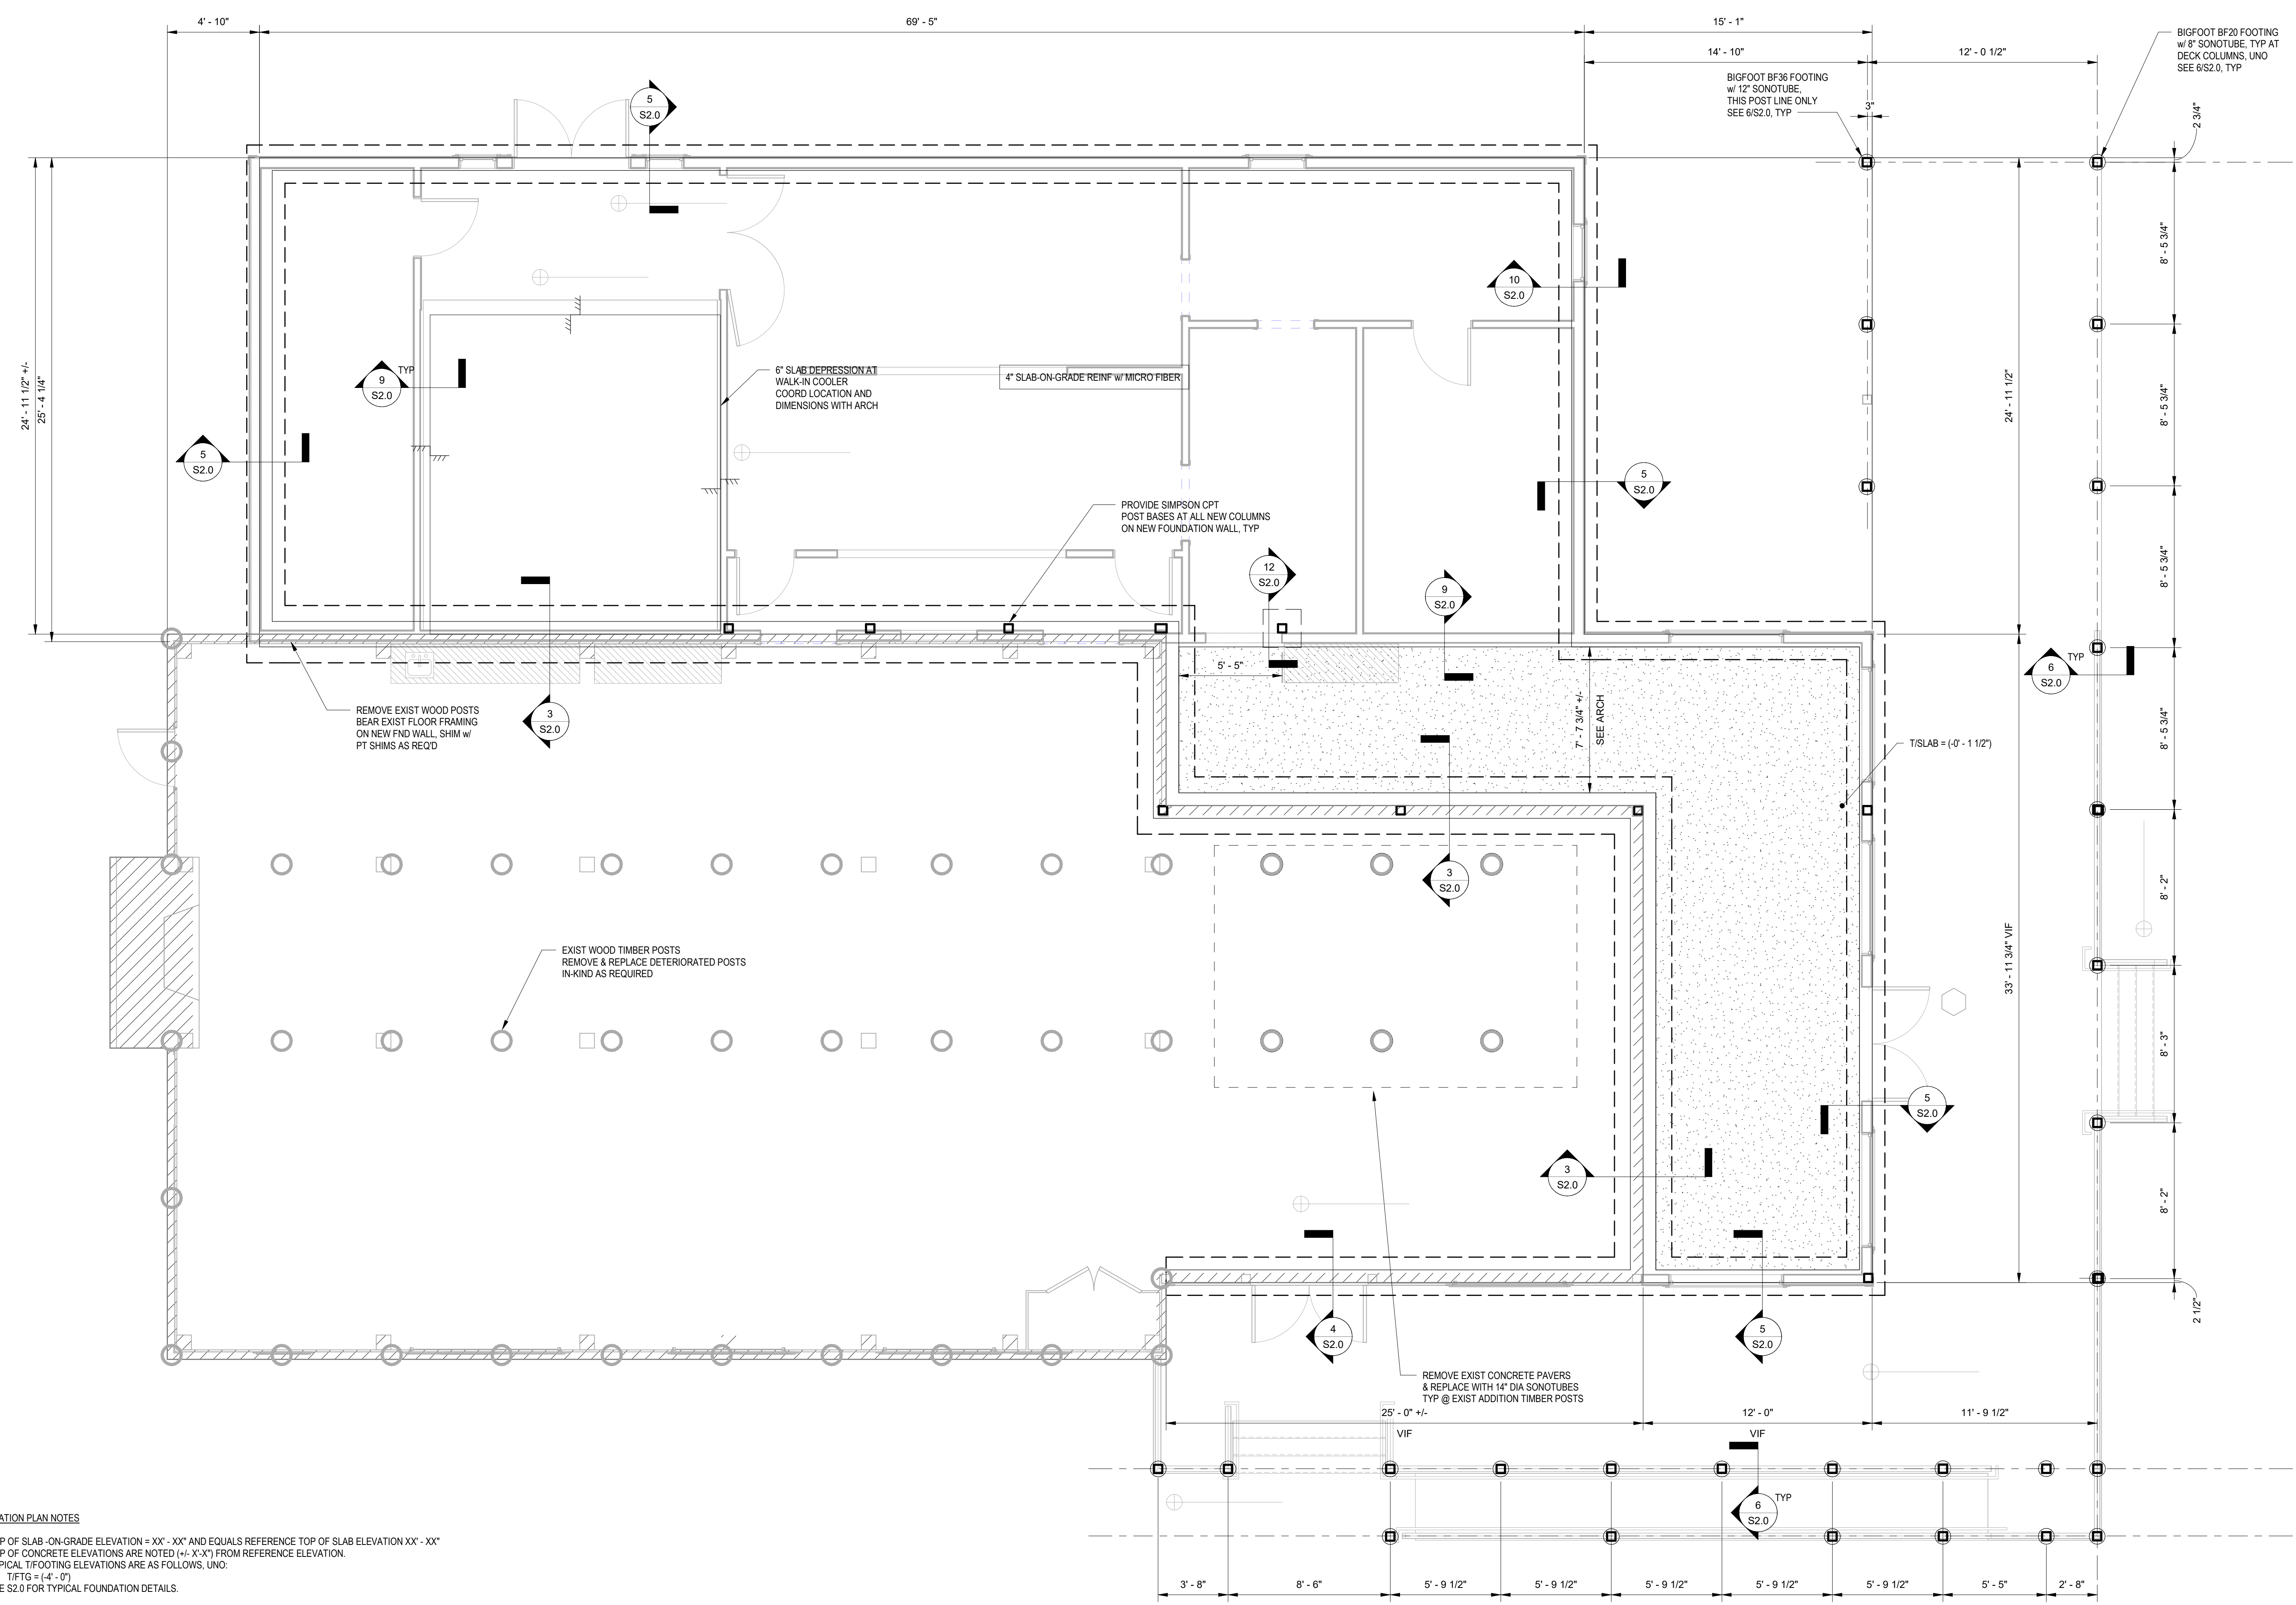 4' - 10"
69' - 5"
15' - 1"
14' - 10"
12' - 0 1/2"
BIGFOOT BF20 FOOTING
w/ 8" SONOTUBE, TYP AT
DECK COLUMNS, UNO
SEE 6/S2.0, TYP
BIGFOOT BF36 FOOTING
w/ 12" SONOTUBE,
THIS POST LINE ONLY
SEE 6/S2.0, TYP
3"
2 3/4"
5
S2.0
8' - 5 3/4"
10
S2.0
24' - 11 1/2" +/-
25' - 4 1/4"
9
S2.0
TYP
6" SLAB DEPRESSION AT
WALK-IN COOLER
COORD LOCATION AND
DIMENSIONS WITH ARCH
4" SLAB-ON-GRADE REINF w/ MICRO FIBER
24' - 11 1/2"
8' - 5 3/4"
5
S2.0
5
S2.0
PROVIDE SIMPSON CPT
POST BASES AT ALL NEW COLUMNS
ON NEW FOUNDATION WALL, TYP
8' - 5 3/4"
12
S2.0
9
S2.0
5' - 5"
6
S2.0
TYP
REMOVE EXIST WOOD POSTS
BEAR EXIST FLOOR FRAMING
ON NEW FND WALL, SHIM w/
PT SHIMS AS REQ'D
3
S2.0
7' - 7 3/4" +/-
SEE ARCH
T/SLAB = (-0' - 1 1/2")
8' - 5 3/4"
3
S2.0
8' - 2"
EXIST WOOD TIMBER POSTS
REMOVE & REPLACE DETERIORATED POSTS
IN-KIND AS REQUIRED
33' - 11 3/4" VIF
8' - 3"
5
S2.0
3
S2.0
8' - 2"
4
S2.0
5
S2.0
2 1/2"
REMOVE EXIST CONCRETE PAVERS
& REPLACE WITH 14" DIA SONOTUBES
TYP @ EXIST ADDITION TIMBER POSTS
25' - 0" +/-
VIF
12' - 0"
VIF
11' - 9 1/2"
6
S2.0
TYP
ATION PLAN NOTES
P OF SLAB -ON-GRADE ELEVATION = XX' - XX" AND EQUALS REFERENCE TOP OF SLAB ELEVATION XX' - XX"
P OF CONCRETE ELEVATIONS ARE NOTED (+/- X'-X") FROM REFERENCE ELEVATION.
PICAL T/FOOTING ELEVATIONS ARE AS FOLLOWS, UNO:
T/FTG = (-4' - 0")
E S2.0 FOR TYPICAL FOUNDATION DETAILS.
3' - 8"
8' - 6"
5' - 9 1/2"
5' - 9 1/2"
5' - 9 1/2"
5' - 9 1/2"
5' - 9 1/2"
5' - 5"
2' - 8"